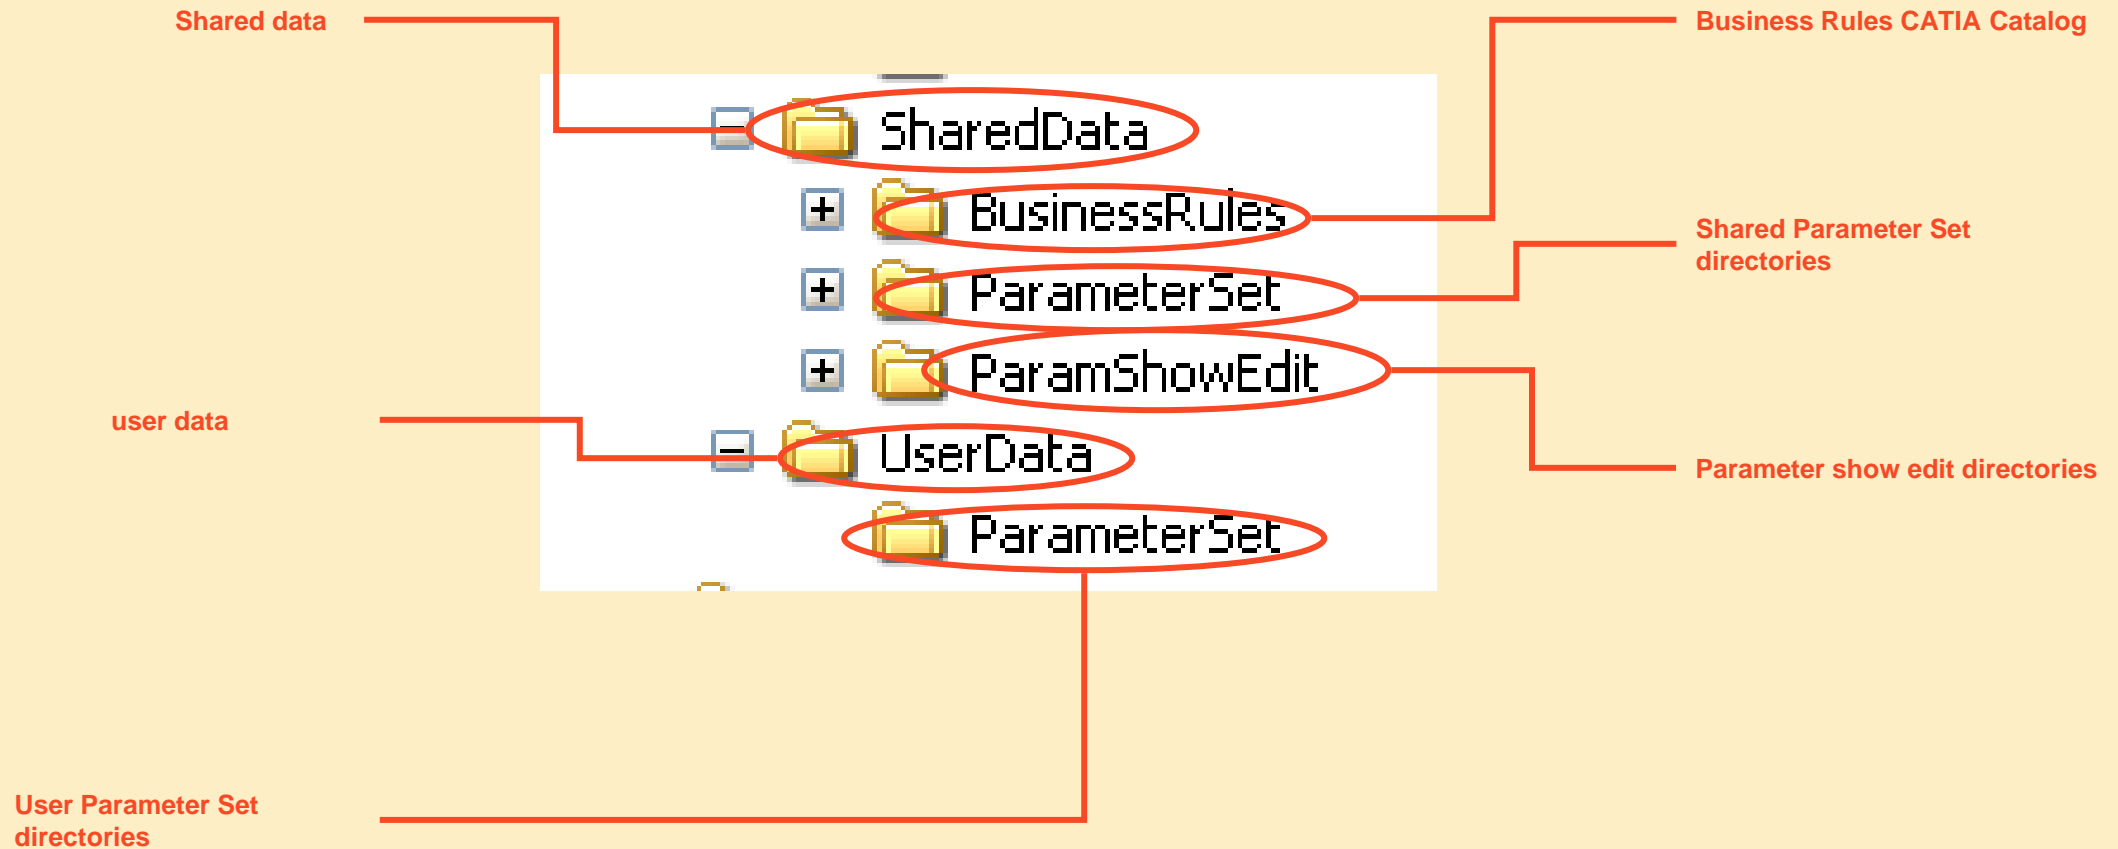 Shared data
Business Rules CATIA Catalog
SharedData
BusinessRules
Shared Parameter Set
directories
ParameterSet
ParamShowEdit
user data
UserData
Parameter show edit directories
ParameterSet
User Parameter Set
directories